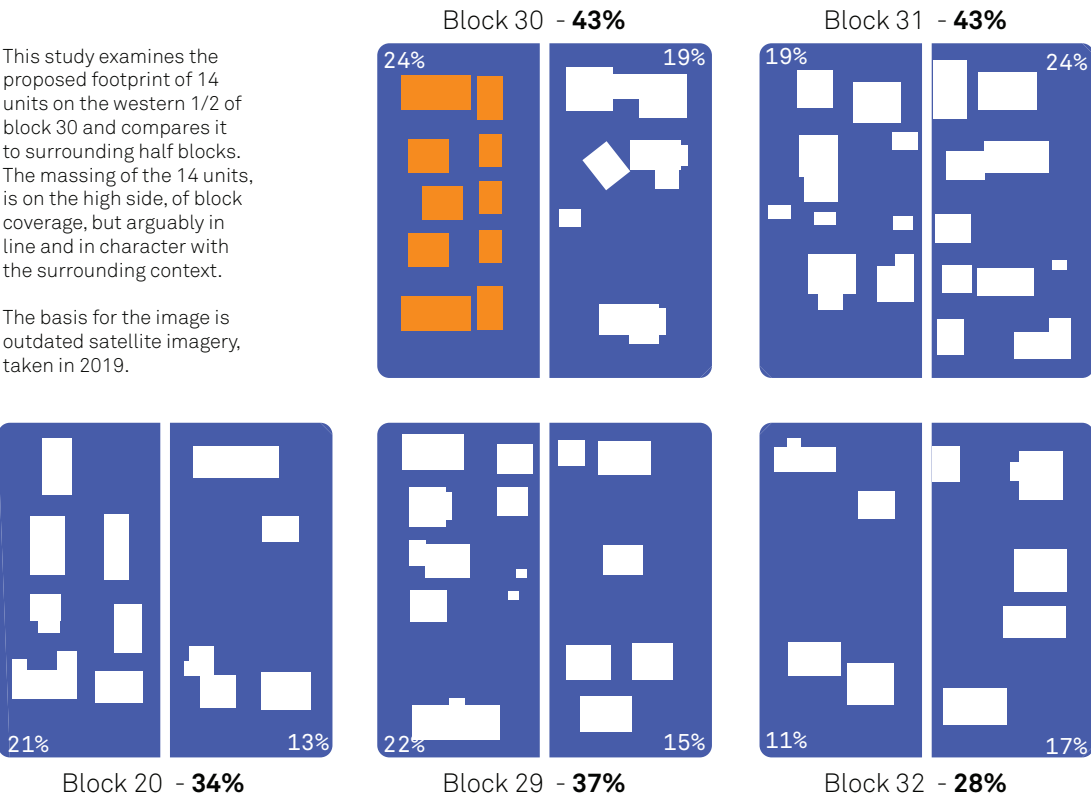 This study examines the
proposed footprint of 14
units on the western 1/2 of
block 30 and compares it
to surrounding half blocks.
The massing of the 14 units,
is on the high side, of block
coverage, but arguably in
line and in character with
the surrounding context.
The basis for the image is
outdated satellite imagery,
taken in 2019.
Block 30 - 43%
24%
19%
Block 31 - 43%
19%
24%
21%
13%
Block 20 - 34%
22%
15%
Block 29 - 37%
11%
17%
Block 32 - 28%